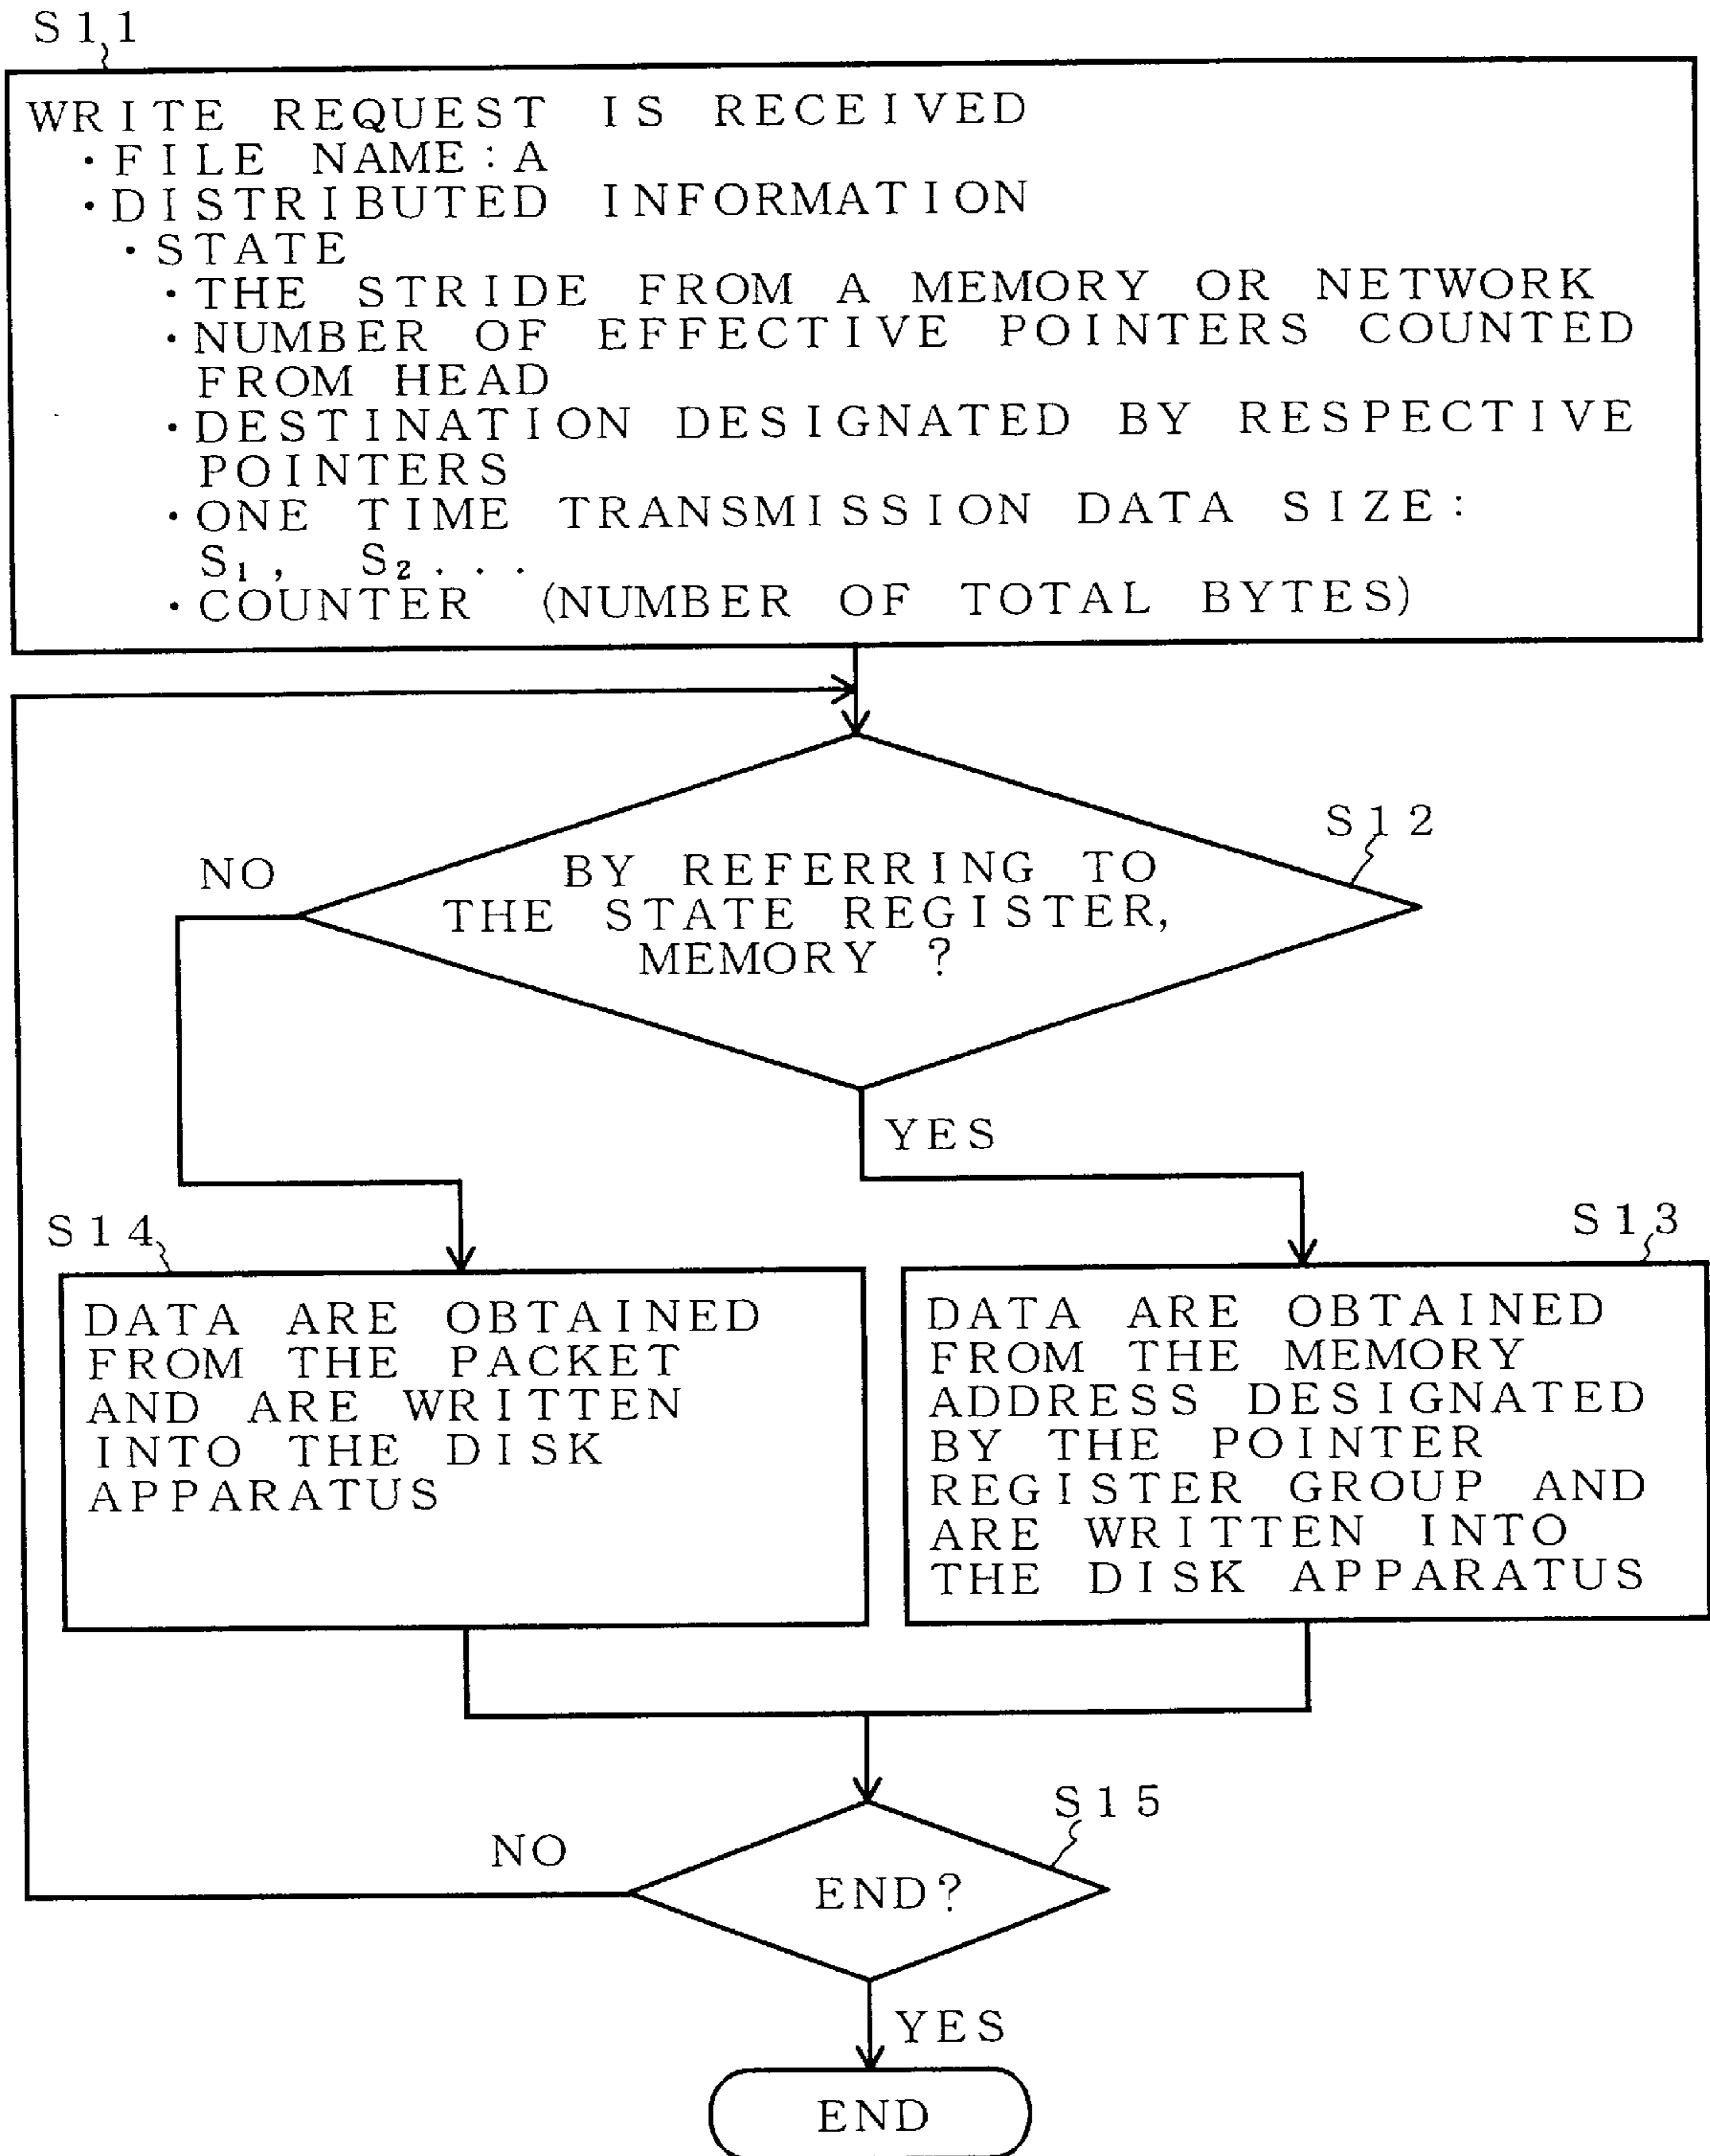 S11
WRITE REQUEST IS RECEIVED
・FILE NAME:A
・DISTRIBUTED INFORMATION
・STATE
・THE STRIDE FROM A MEMORY OR NETWORK
・NUMBER OF EFFECTIVE POINTERS COUNTED
FROM HEAD
・DESTINATION DESIGNATED BY RESPECTIVE
POINTERS
・ONE TIME TRANSMISSION DATA SIZE:
S₁, S₂...
・COUNTER (NUMBER OF TOTAL BYTES)
S12
NO
BY REFERRING TO
THE STATE REGISTER,
MEMORY ?
YES
S14
DATA ARE OBTAINED
FROM THE PACKET
AND ARE WRITTEN
INTO THE DISK
APPARATUS
S13
DATA ARE OBTAINED
FROM THE MEMORY
ADDRESS DESIGNATED
BY THE POINTER
REGISTER GROUP AND
ARE WRITTEN INTO
THE DISK APPARATUS
S15
NO
END?
YES
END